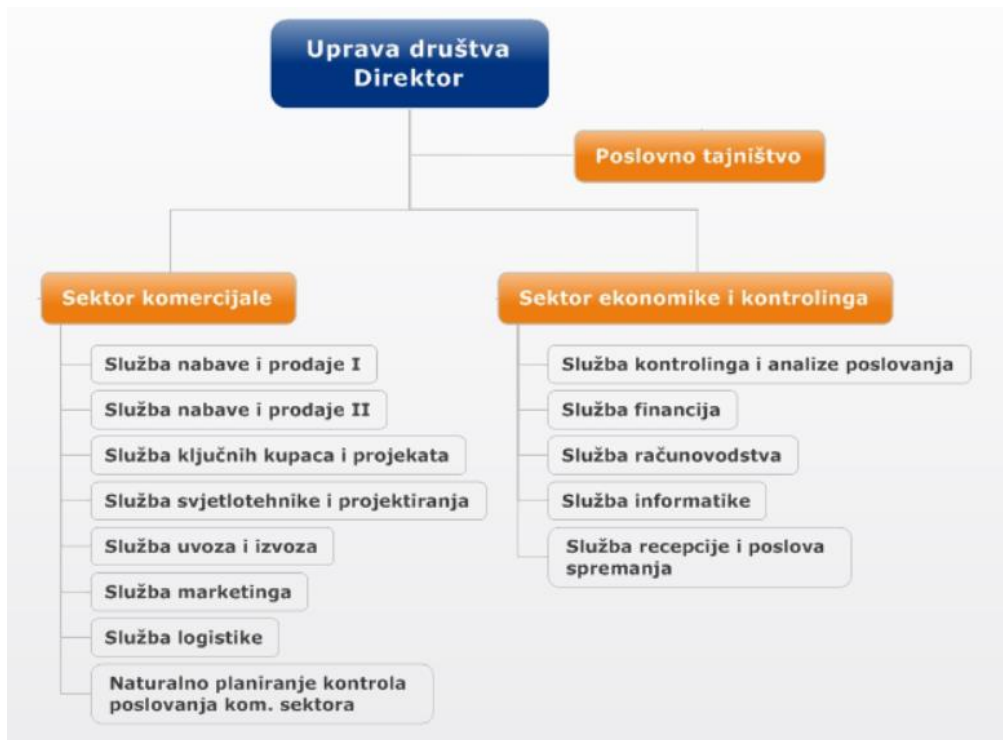 Uprava društva
Direktor
Poslovno tajništvo
Sektor komercijale
Služba nabave i prodaje I
Služba nabave i prodaje II
Služba ključnih kupaca i projekata
Služba svjetlotehnike i projektiranja
Služba uvoza i izvoza
Služba marketinga
Služba logistike
Naturalno planiranje kontrola
poslovanja kom. sektora
Sektor ekonomike i kontrolinga
Služba kontrolinga i analize poslovanja
Služba financija
Služba računovodstva
Služba informatike
Služba recepcije i poslova
spremanja